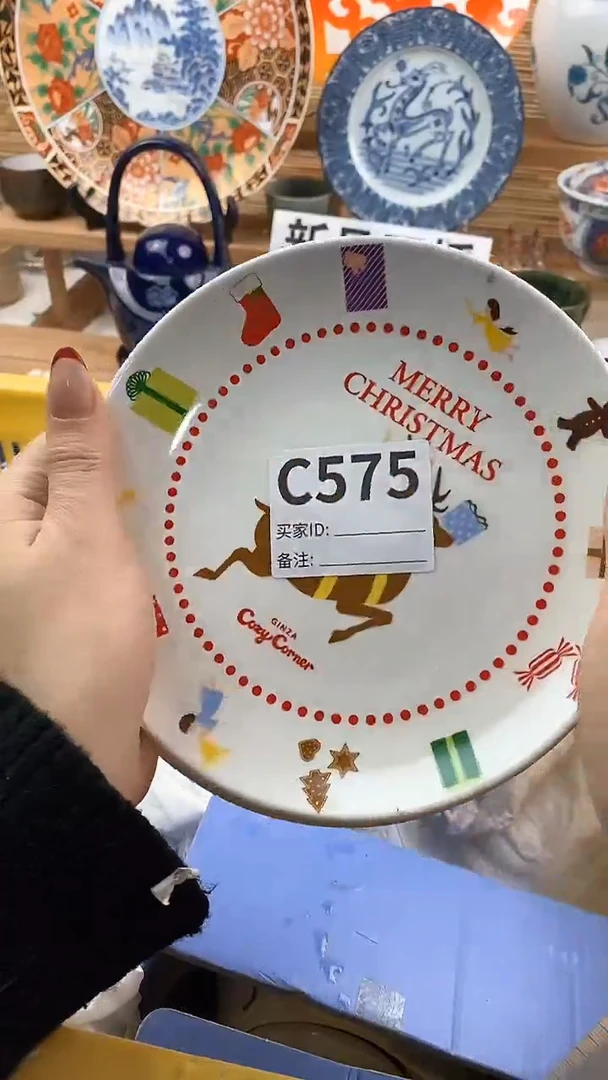 MERRY
CHRISTMAS
C575
买家ID:
备注:
GINZA
Cozy Corner